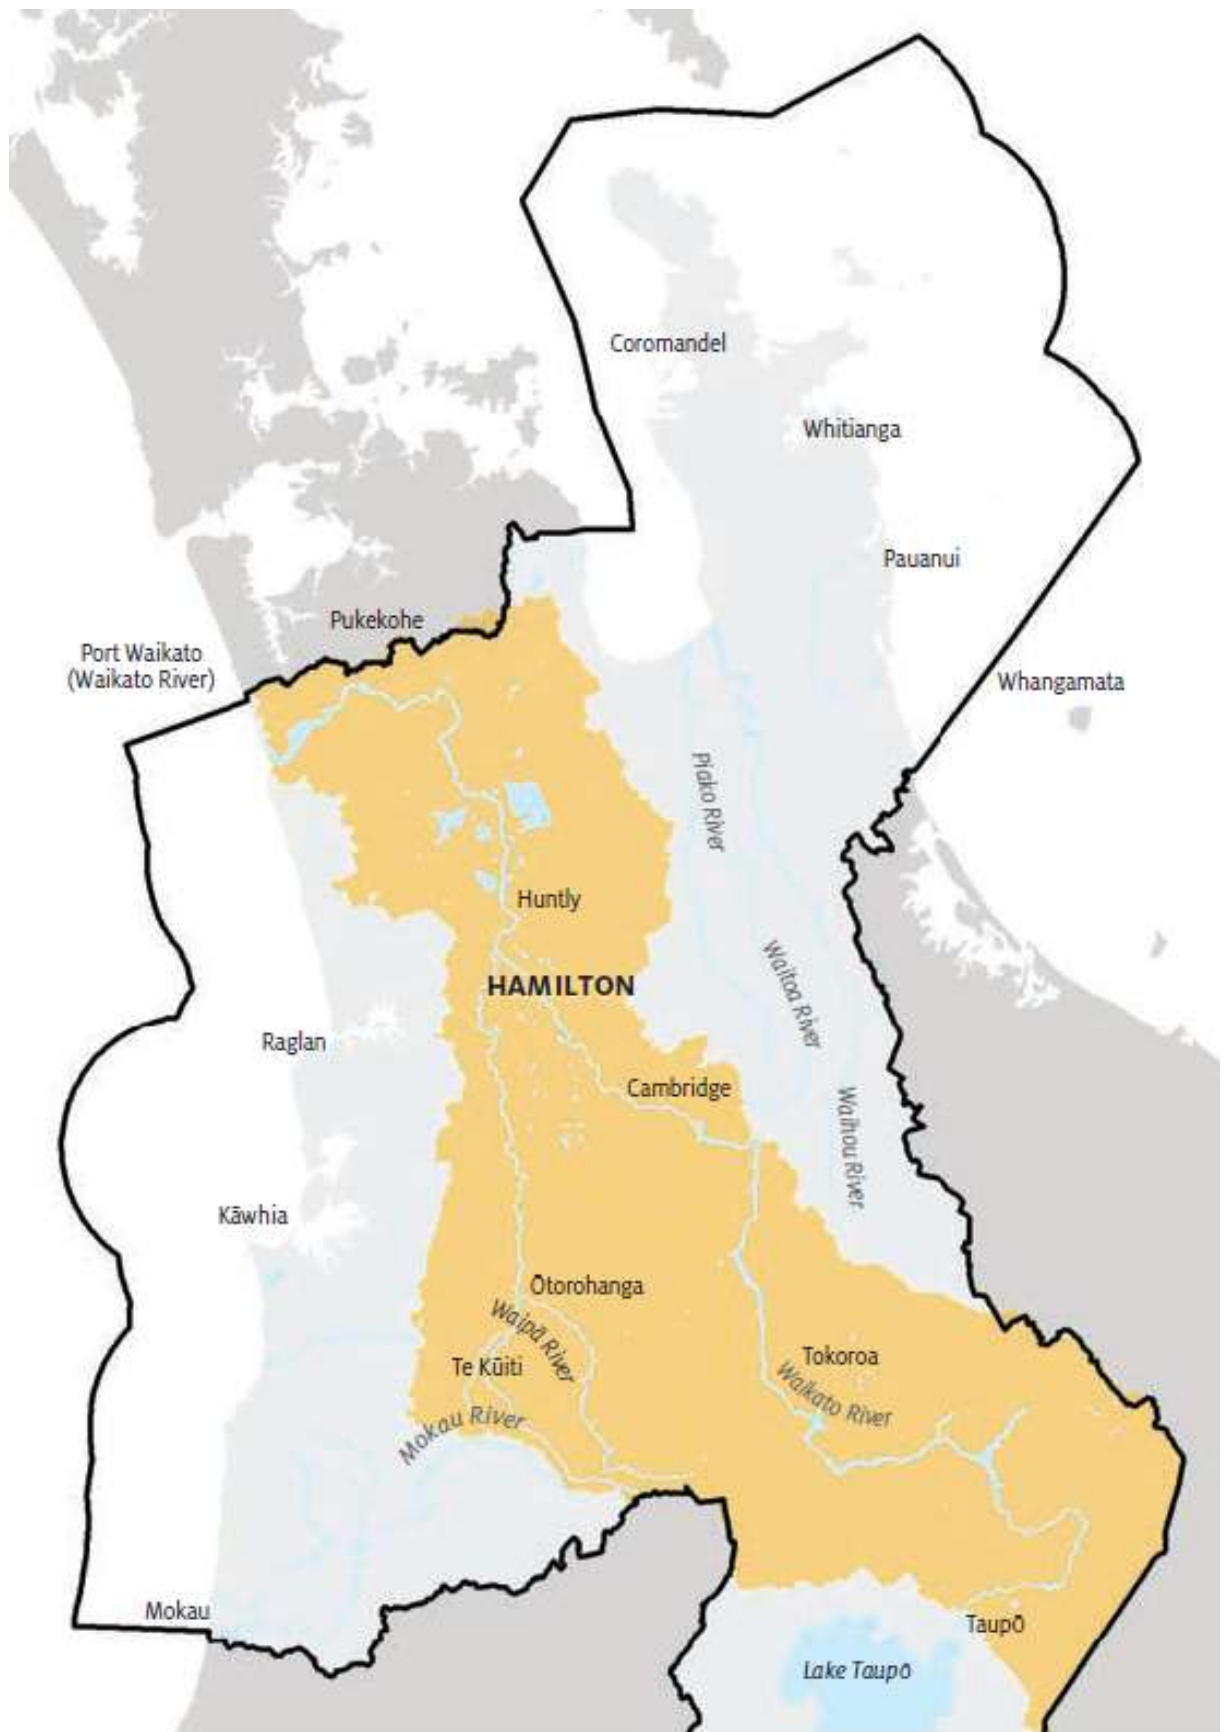 Coromandel
Whitianga
Pauanui
Pukekohe
Port Waikato
(Waikato River)
Whangamata
Piako River
Huntly
HAMILTON
Waitoa River
Raglan
Cambridge
Waihou River
Kāwhia
Ōtorohanga
Waipā River
Te Kūiti
Tokoroa
Waikato River
Mokau River
Mokau
Taupō
Lake Taupō